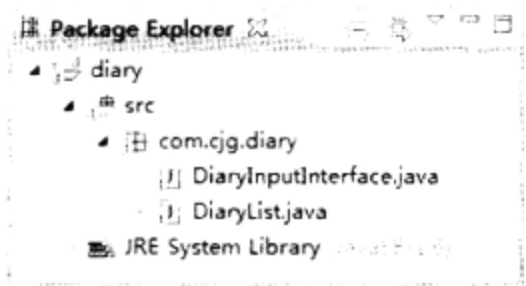 Package Explorer
diary
src
com.cjg.diary
DiaryInputInterface.java
DiaryList.java
JRE System Library